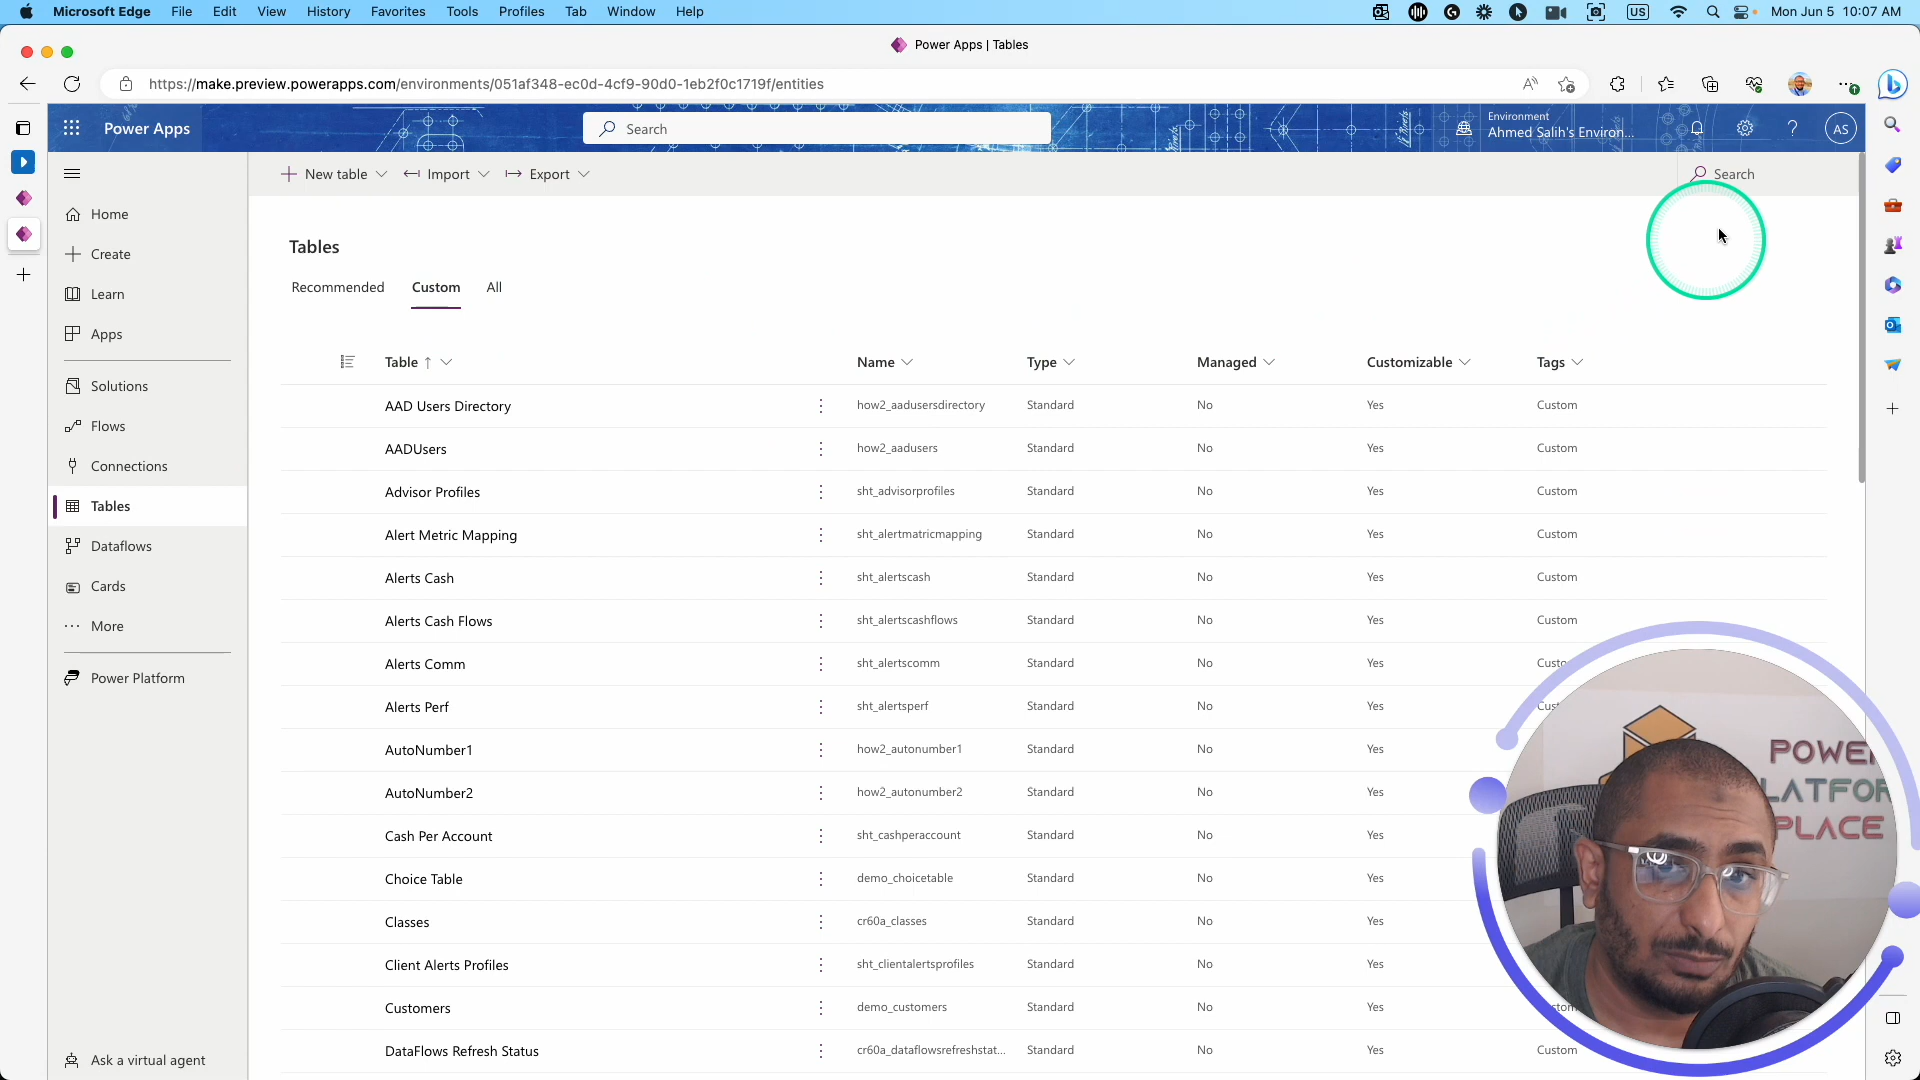 Microsoft Edge File Edit View History Favorites Tools Profiles Tab Window Help US Mon Jun 5 10:07 AM
Power Apps | Tables
https://make.preview.powerapps.com/environments/051af348-ec0d-4cf9-90d0-1eb2f0c1719f/entities
Power Apps
Search
Environment
Ahmed Salih's Environ...
AS
New table
Import
Export
Search
Home
Create
Learn
Apps
Solutions
Flows
Connections
Tables
Dataflows
Cards
More
Power Platform
Ask a virtual agent
Tables
Recommended Custom All
Table ↑ Name Type Managed Customizable Tags
AAD Users Directory how2_aadusersdirectory Standard No Yes Custom
AADUsers how2_aadusers Standard No Yes Custom
Advisor Profiles sht_advisorprofiles Standard No Yes Custom
Alert Metric Mapping sht_alertmatricmapping Standard No Yes Custom
Alerts Cash sht_alertscash Standard No Yes Custom
Alerts Cash Flows sht_alertscashflows Standard No Yes Custom
Alerts Comm sht_alertscomm Standard No Yes
Alerts Perf sht_alertsperf Standard No Yes
AutoNumber1 how2_autonumber1 Standard No Yes
AutoNumber2 how2_autonumber2 Standard No Yes
Cash Per Account sht_cashperaccount Standard No Yes
Choice Table demo_choicetable Standard No Yes
Classes cr60a_classes Standard No Yes
Client Alerts Profiles sht_clientalertsprofiles Standard No Yes
Customers demo_customers Standard No Yes
DataFlows Refresh Status cr60a_dataflowsrefreshstat... Standard No Yes Custom
POWER
PLATFOR
PLACE